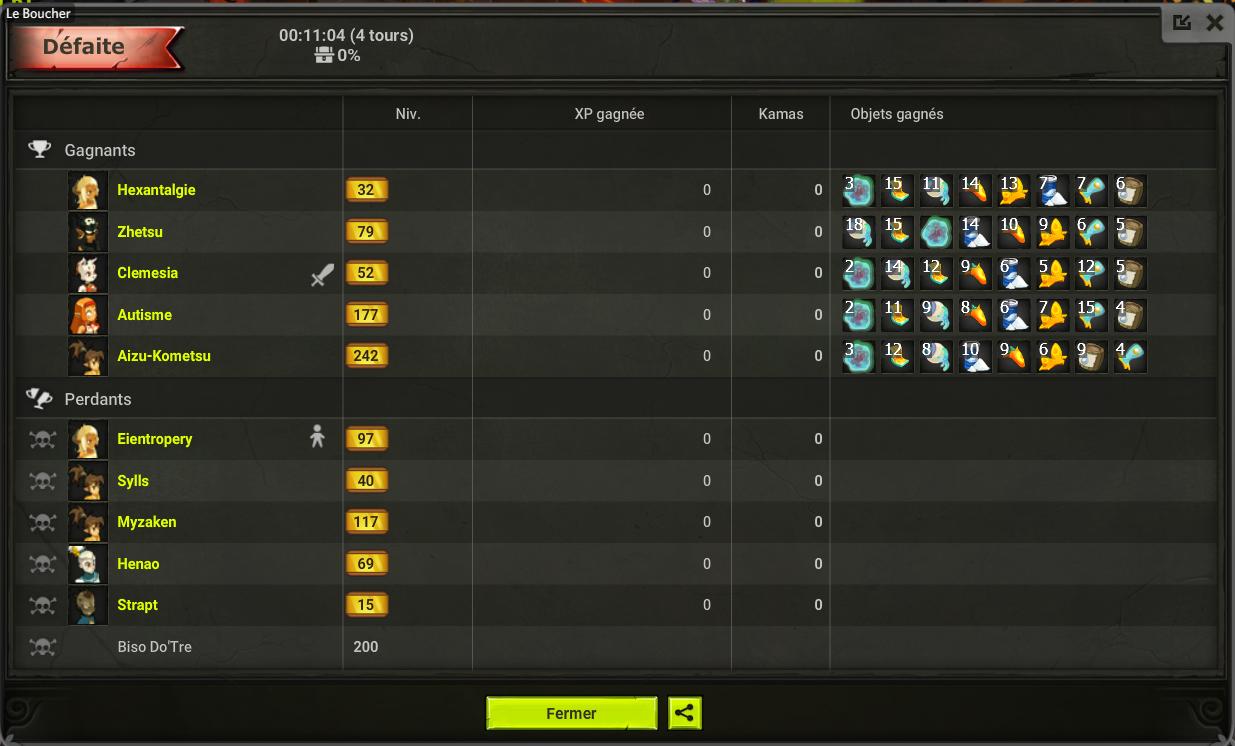 Le Boucher
Défaite
00:11:04 (4 tours)
0%
Niv. XP gagnée Kamas Objets gagnés
Gagnants
Hexantalgie 32 0 0 3 15 11 14 13 7 7 6
Zhetsu 79 0 0 18 15 14 10 9 6 5
Clemesia 52 0 0 2 14 12 9 6 5 12 5
Autisme 177 0 0 2 11 9 8 6 7 15 4
Aizu-Kometsu 242 0 0 3 12 8 10 9 6 9 4
Perdants
Eientropery 97 0 0
Sylls 40 0 0
Myzaken 117 0 0
Henao 69 0 0
Strapt 15 0 0
Biso Do'Tre 200
Fermer